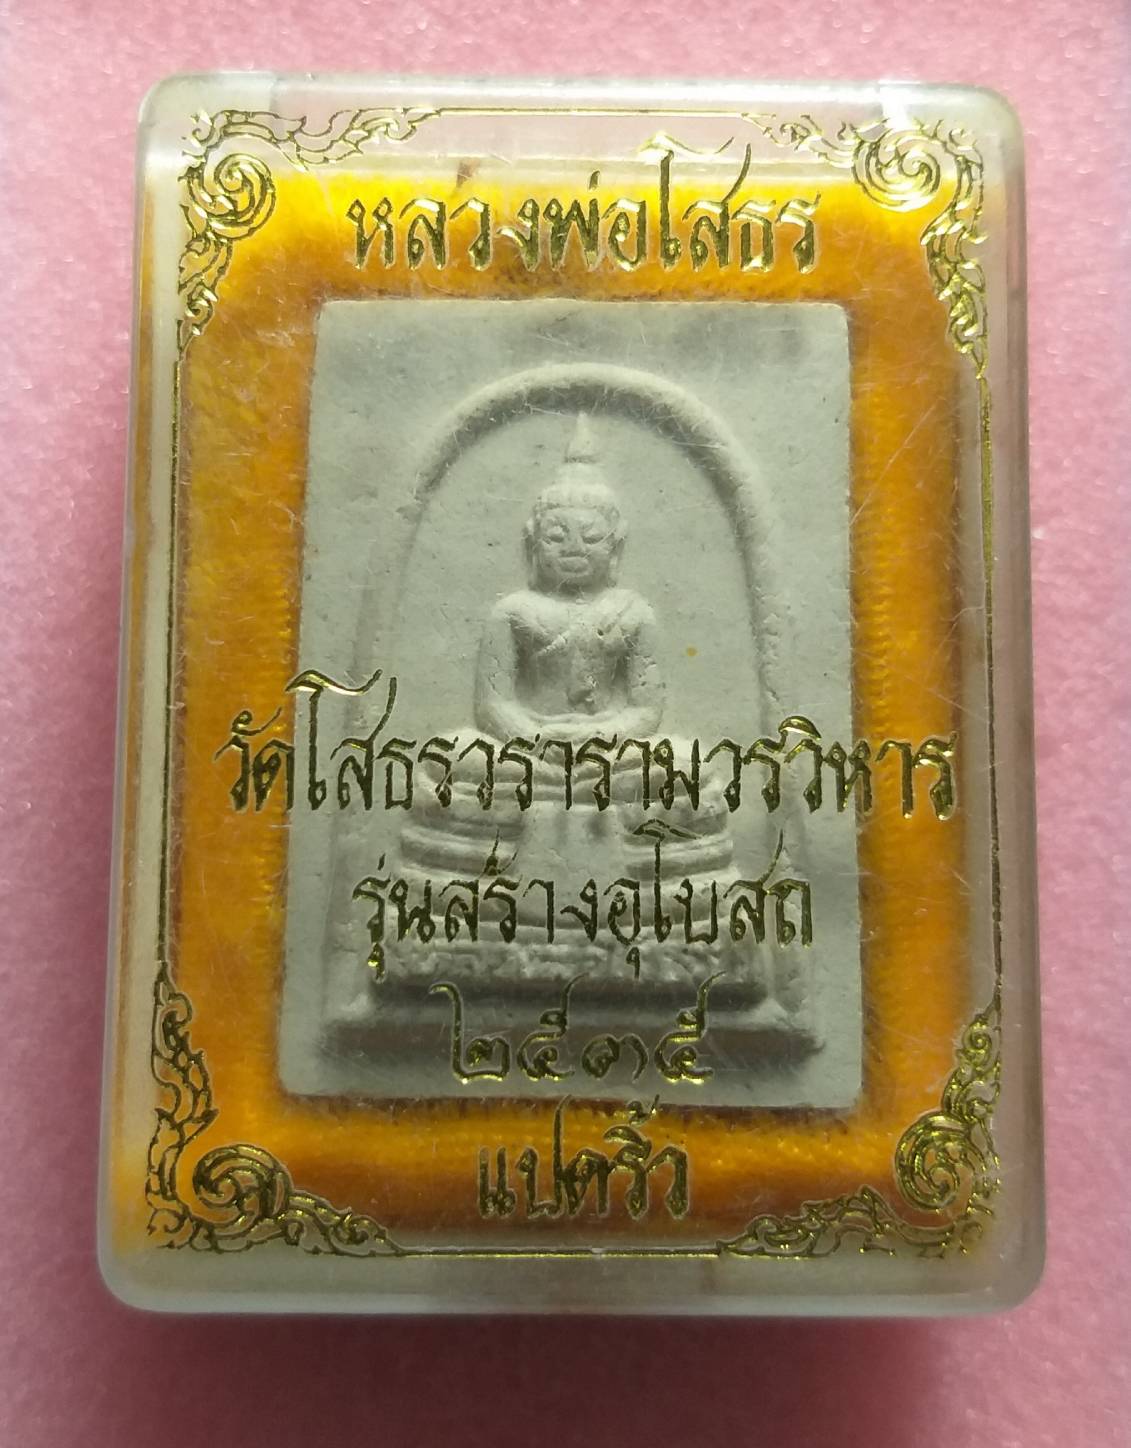 หลวงพ่อโสธร
วัดโสธรวรารามวรวิหาร
รุ่นสร้างอุโบสถ
๒๕๓๕
แปดริ้ว